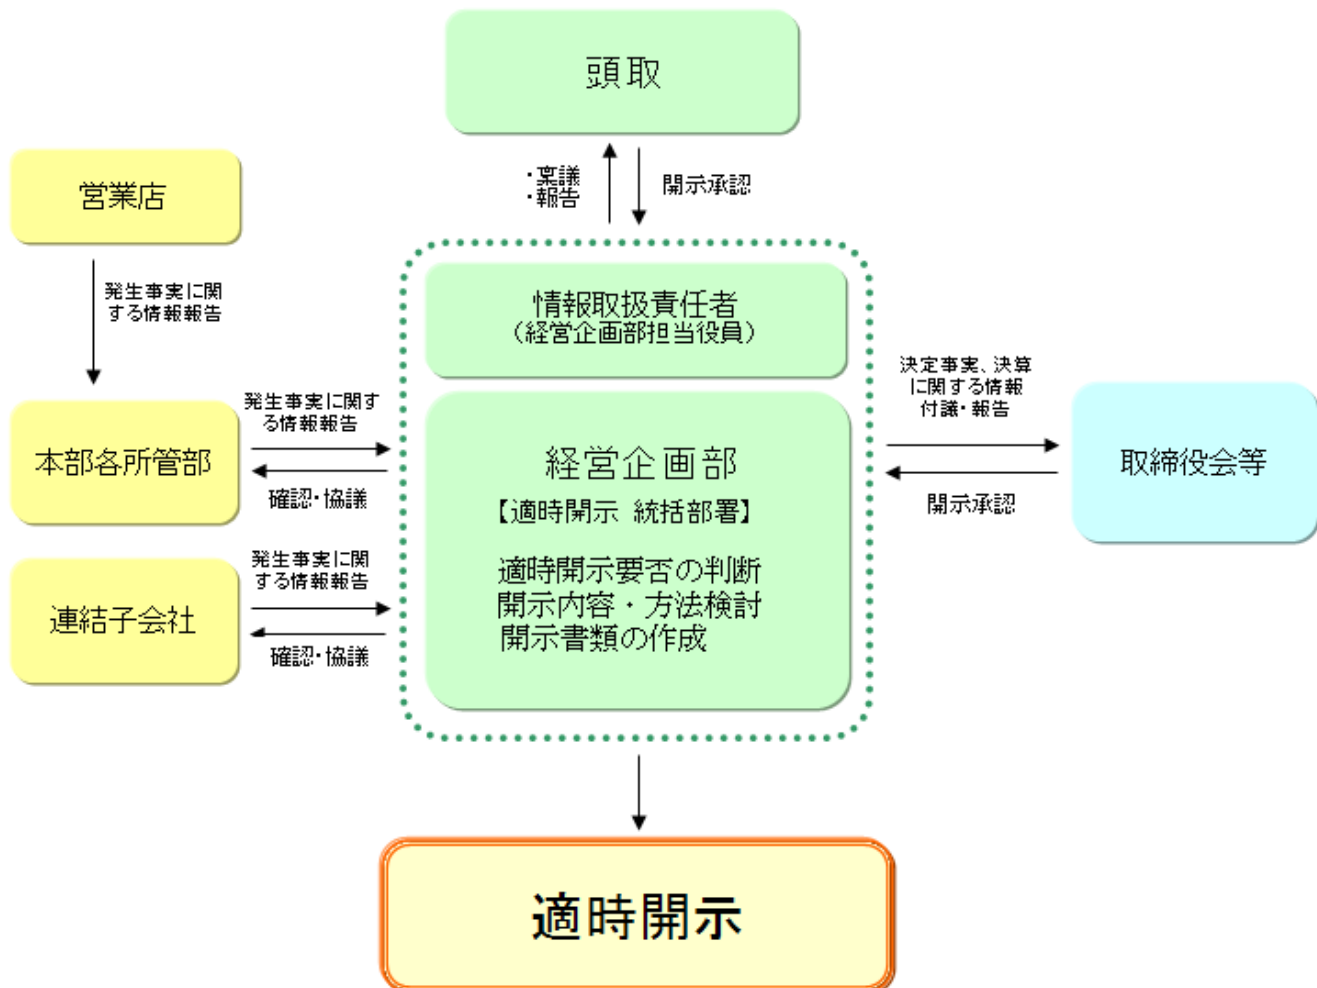 頭取
・稟議
・報告
開示承認
営業店
発生事実に関
する情報報告
情報取扱責任者
（経営企画部担当役員）
本部各所管部
発生事実に関す
る情報報告
確認・協議
経営企画部
【適時開示 統括部署】
適時開示要否の判断
開示内容・方法検討
開示書類の作成
決定事実、決算
に関する情報
付議・報告
開示承認
取締役会等
連結子会社
発生事実に関
する情報報告
確認・協議
適時開示